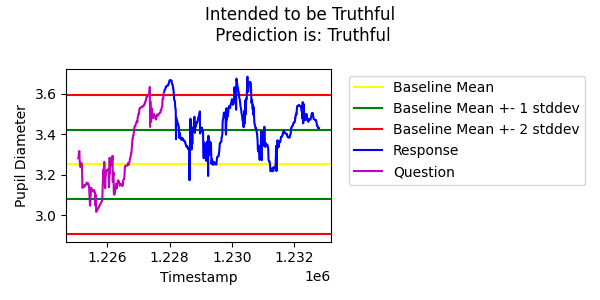 Intended to be Truthful
Prediction is: Truthful
Pupil Diameter
3.6
3.4
3.2
3.0
1.226
1.228
1.230
1.232
1e6
Timestamp
Baseline Mean
Baseline Mean +- 1 stddev
Baseline Mean +- 2 stddev
Response
Question